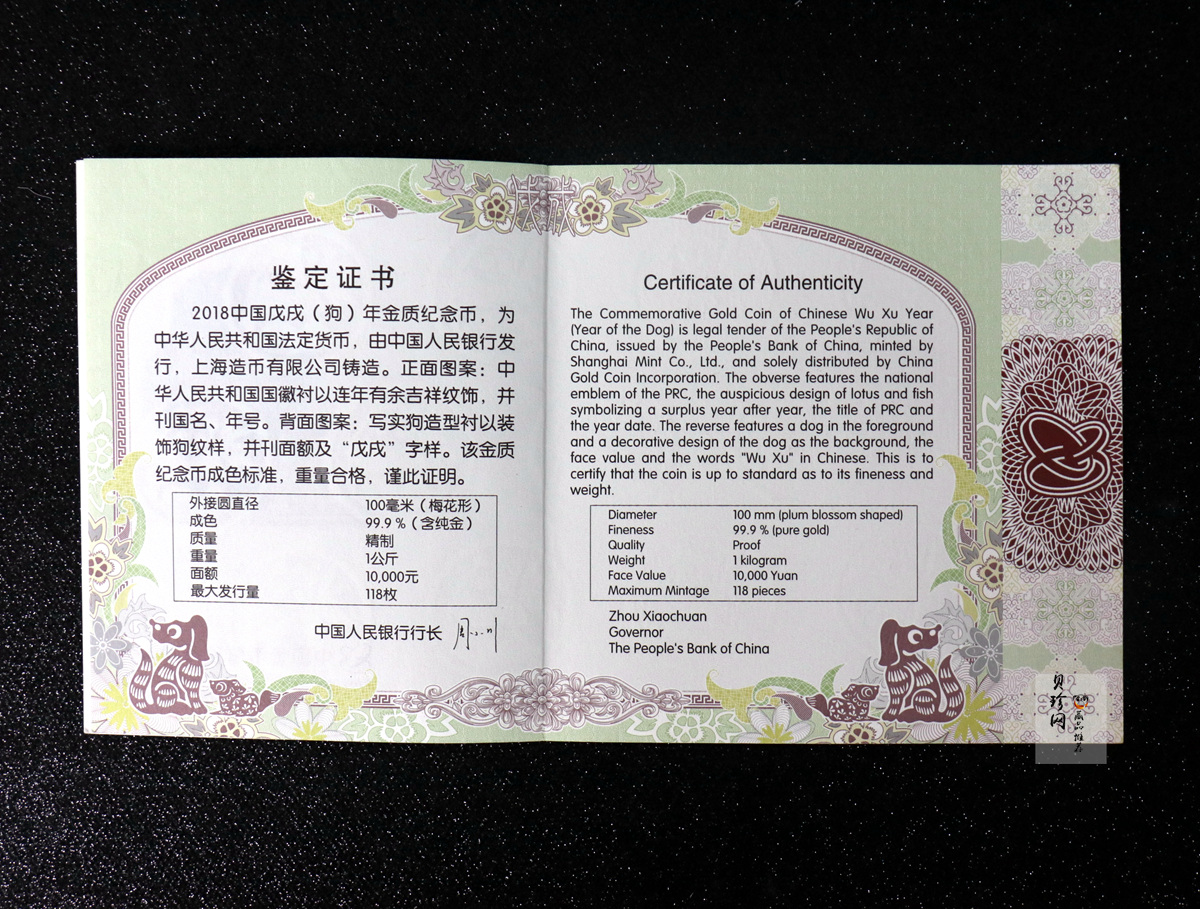 鉴定证书
2018中国戊戌（狗）年金质纪念币，为
中华人民共和国法定货币，由中国人民银行发
行，上海造币有限公司铸造。正面图案：中
华人民共和国国徽衬以连年有余吉祥纹饰，并
刊国名、年号。背面图案：写实狗造型衬以装
饰狗纹样，并刊面额及“戊戌”字样。该金质
纪念币成色标准，重量合格，谨此证明。
外接圆直径 100毫米（梅花形）
成色 99.9％（含纯金）
质量 精制
重量 1公斤
面额 10,000元
最大发行量 118枚
中国人民银行行长
Certificate of Authenticity
The Commemorative Gold Coin of Chinese Wu Xu Year
(Year of the Dog) is legal tender of the People's Republic of
China, issued by the People's Bank of China, minted by
Shanghai Mint Co., Ltd., and solely distributed by China
Gold Coin Incorporation. The obverse features the national
emblem of the PRC, the auspicious design of lotus and fish
symbolizing a surplus year after year, the title of PRC and
the year date. The reverse features a dog in the foreground
and a decorative design of the dog as the background, the
face value and the words "Wu Xu" in Chinese. This is to
certify that the coin is up to standard as to its fineness and
weight.
Diameter 100 mm (plum blossom shaped)
Fineness 99.9 % (pure gold)
Quality Proof
Weight 1 kilogram
Face Value 10,000 Yuan
Maximum Mintage 118 pieces
Zhou Xiaochuan
Governor
The People's Bank of China
贝珍网
高品推荐